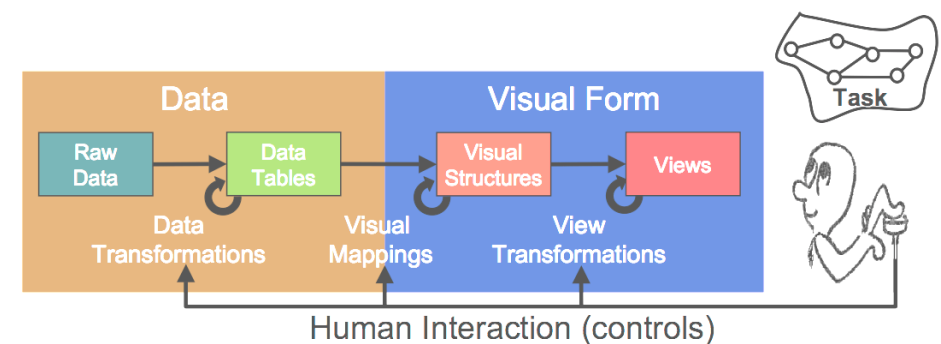 Task
Data
Visual Form
Raw
Data
Data
Tables
Visual
Structures
Views
Data
Transformations
Visual
Mappings
View
Transformations
Human Interaction (controls)